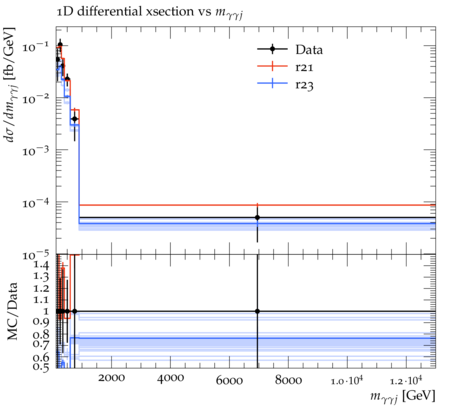 1D differential xsection vs mγγj
dσ/dmγγj [fb/GeV]
10⁻¹
10⁻²
10⁻³
10⁻⁴
10⁻⁵
Data
r21
r23
MC/Data
1.4
1.3
1.2
1.1
1
0.9
0.8
0.7
0.6
0.5
2000 4000 6000 8000 1.0·10⁴ 1.2·10⁴
mγγj [GeV]